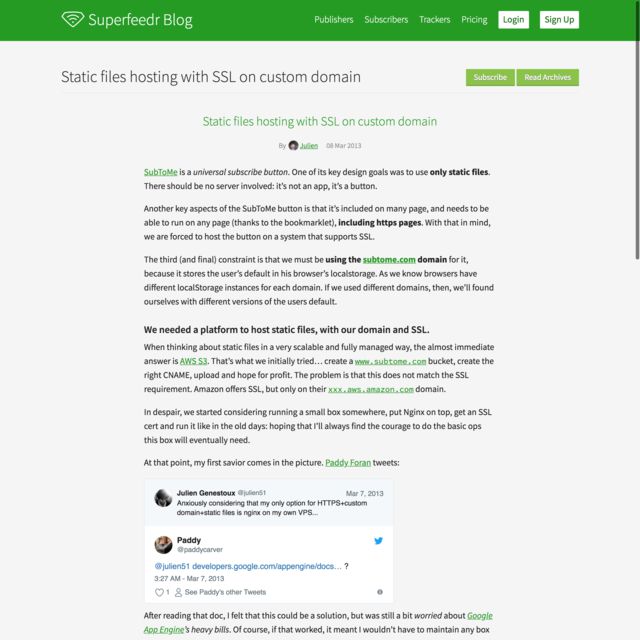 Superfeedr Blog
Publishers Subscribers Trackers Pricing Login Sign Up
Static files hosting with SSL on custom domain
Subscribe Read Archives
Static files hosting with SSL on custom domain
By Julien 08 Mar 2013
SubToMe is a universal subscribe button. One of its key design goals was to use only static files.
There should be no server involved: it's not an app, it's a button.
Another key aspects of the SubToMe button is that it's included on many page, and needs to be
able to run on any page (thanks to the bookmarklet), including https pages. With that in mind,
we are forced to host the button on a system that supports SSL.
The third (and final) constraint is that we must be using the subtome.com domain for it,
because it stores the user's default in his browser's localstorage. As we know browsers have
different localStorage instances for each domain. If we used different domains, then, we'll found
ourselves with different versions of the users default.
We needed a platform to host static files, with our domain and SSL.
When thinking about static files in a very scalable and fully managed way, the almost immediate
answer is AWS S3. That's what we initially tried… create a www.subtome.com bucket, create the
right CNAME, upload and hope for profit. The problem is that this does not match the SSL
requirement. Amazon offers SSL, but only on their xxx.aws.amazon.com domain.
In despair, we started considering running a small box somewhere, put Nginx on top, get an SSL
cert and run it like in the old days: hoping that I'll always find the courage to do the basic ops
this box will eventually need.
At that point, my first savior comes in the picture. Paddy Foran tweets:
Julien Genestoux @julien51 Mar 7, 2013
Anxiously considering that my only option for HTTPS+custom
domain+static files is nginx on my own VPS...
Paddy
@paddycarver
@julien51 developers.google.com/appengine/docs… ?
3:27 AM - Mar 7, 2013
1 See Paddy's other Tweets
After reading that doc, I felt that this could be a solution, but was still a bit worried about Google
App Engine's heavy bills. Of course, if that worked, it meant I wouldn't have to maintain any box